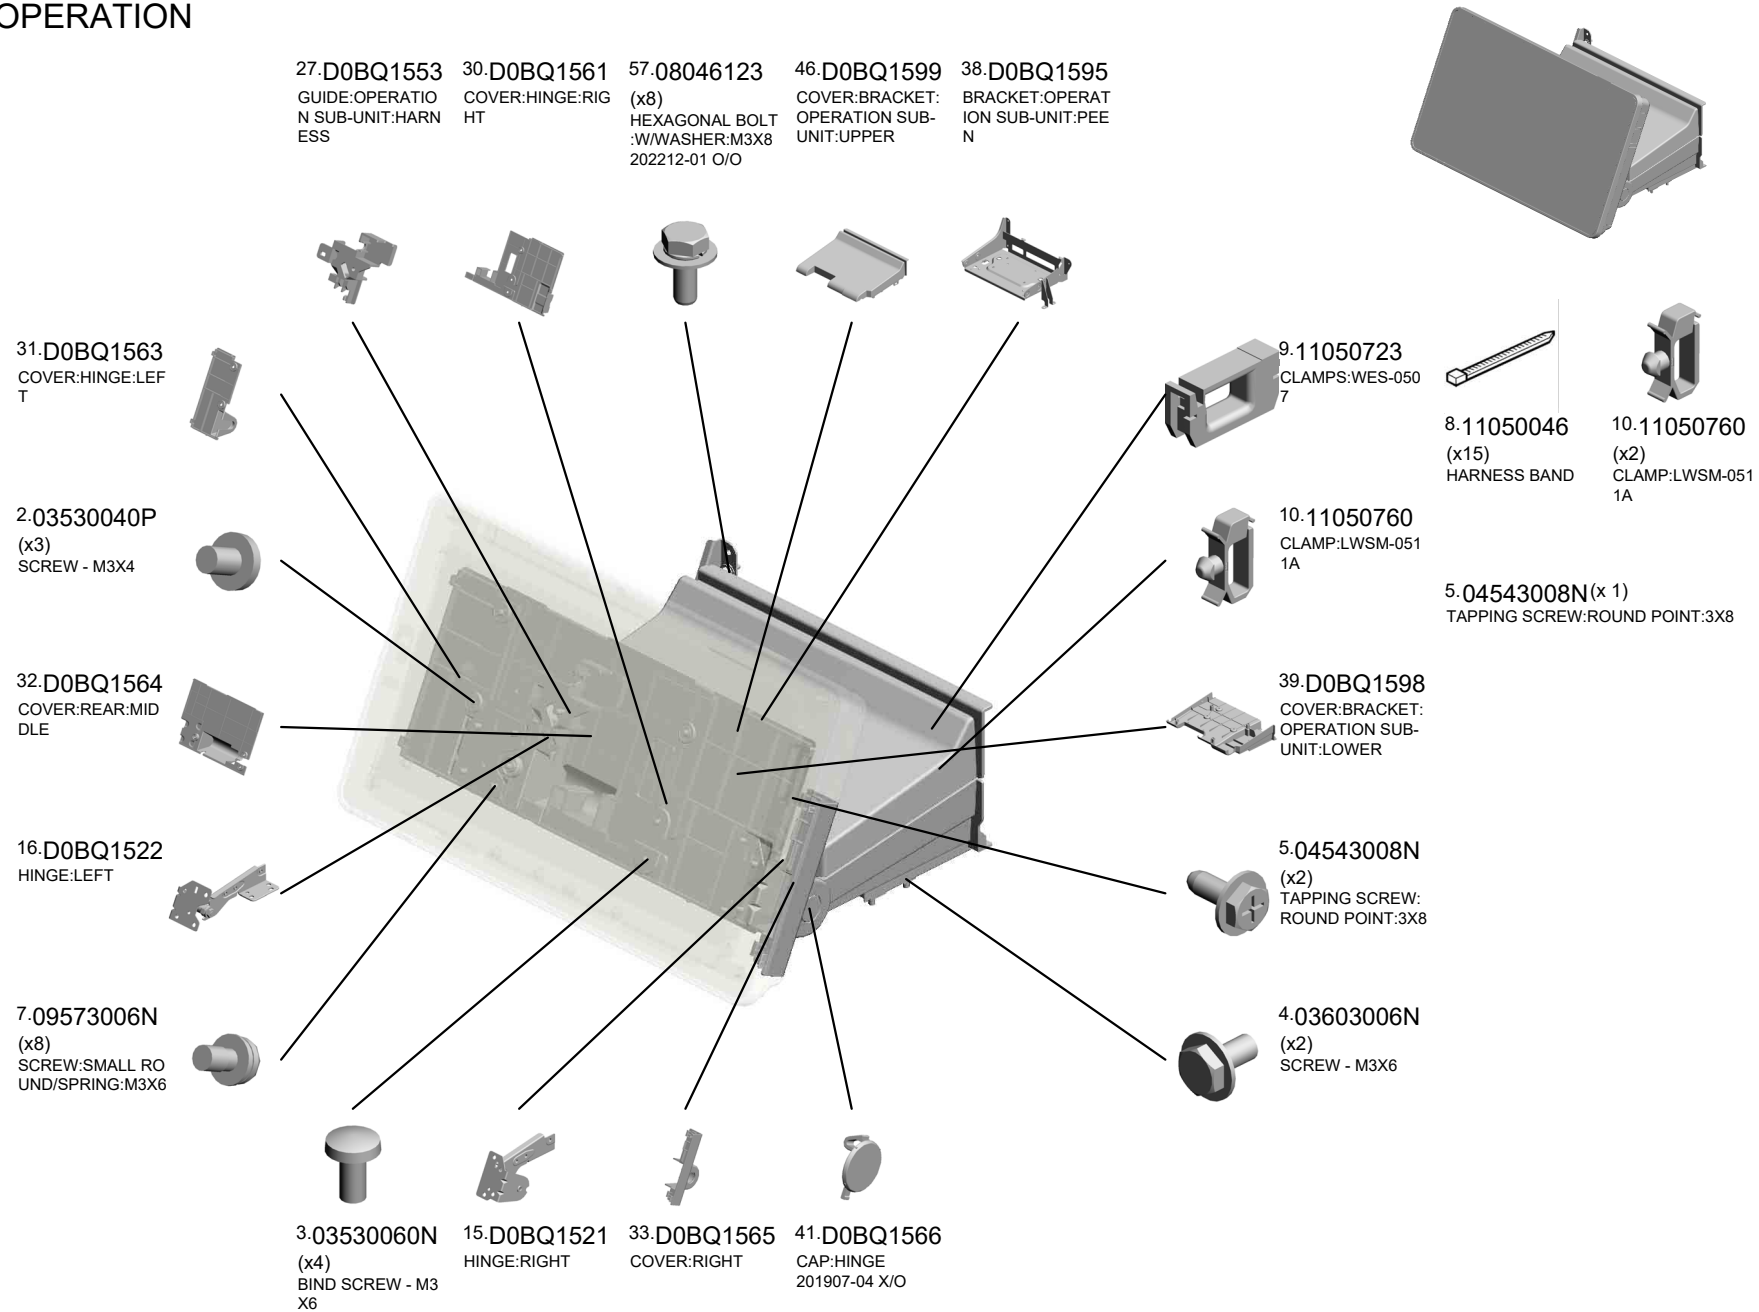 OPERATION
27.D0BQ1553
GUIDE:OPERATIO
N SUB-UNIT:HARN
ESS
30.D0BQ1561
COVER:HINGE:RIG
HT
57.08046123
(x8)
HEXAGONAL BOLT
:W/WASHER:M3X8
202212-01 O/O
46.D0BQ1599
COVER:BRACKET:
OPERATION SUB-
UNIT:UPPER
38.D0BQ1595
BRACKET:OPERAT
ION SUB-UNIT:PEE
N
31.D0BQ1563
COVER:HINGE:LEF
T
9.11050723
CLAMPS:WES-050
7
8.11050046
(x15)
HARNESS BAND
10.11050760
(x2)
CLAMP:LWSM-051
1A
2.03530040P
(x3)
SCREW - M3X4
10.11050760
CLAMP:LWSM-051
1A
5.04543008N(x 1)
TAPPING SCREW:ROUND POINT:3X8
32.D0BQ1564
COVER:REAR:MID
DLE
39.D0BQ1598
COVER:BRACKET:
OPERATION SUB-
UNIT:LOWER
16.D0BQ1522
HINGE:LEFT
5.04543008N
(x2)
TAPPING SCREW:
ROUND POINT:3X8
7.09573006N
(x8)
SCREW:SMALL RO
UND/SPRING:M3X6
4.03603006N
(x2)
SCREW - M3X6
3.03530060N
(x4)
BIND SCREW - M3
X6
15.D0BQ1521
HINGE:RIGHT
33.D0BQ1565
COVER:RIGHT
41.D0BQ1566
CAP:HINGE
201907-04 X/O